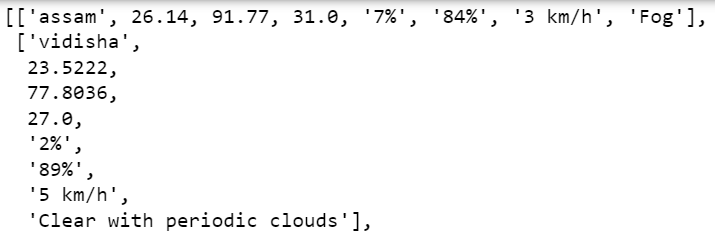 [['assam', 26.14, 91.77, 31.0, '7%', '84%', '3 km/h', 'Fog'],
 ['vidisha',
  23.5222,
  77.8036,
  27.0,
  '2%',
  '89%',
  '5 km/h',
  'Clear with periodic clouds'],